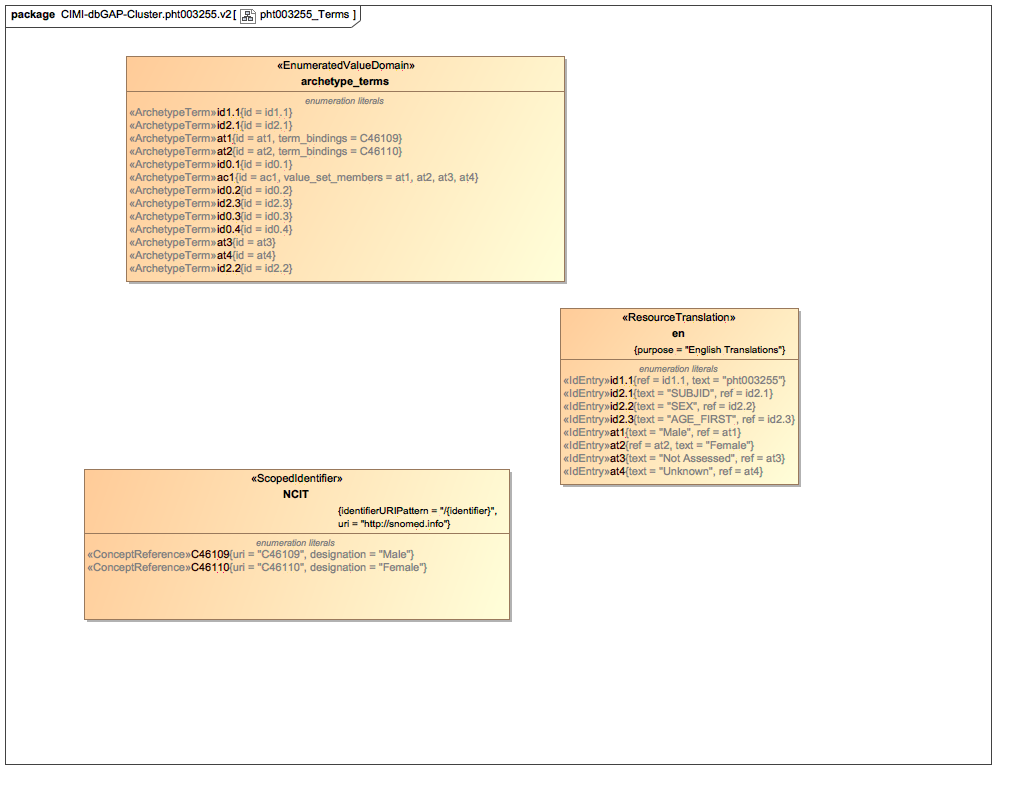 package CIMI-dbGAP-Cluster.pht003255.v2[ pht003255_Terms ]
«EnumeratedValueDomain»
archetype_terms
enumeration literals
«ArchetypeTerm»id1.1{id = id1.1}
«ArchetypeTerm»id2.1{id = id2.1}
«ArchetypeTerm»at1{id = at1, term_bindings = C46109}
«ArchetypeTerm»at2{id = at2, term_bindings = C46110}
«ArchetypeTerm»id0.1{id = id0.1}
«ArchetypeTerm»ac1{id = ac1, value_set_members = at1, at2, at3, at4}
«ArchetypeTerm»id0.2{id = id0.2}
«ArchetypeTerm»id2.3{id = id2.3}
«ArchetypeTerm»id0.3{id = id0.3}
«ArchetypeTerm»id0.4{id = id0.4}
«ArchetypeTerm»at3{id = at3}
«ArchetypeTerm»at4{id = at4}
«ArchetypeTerm»id2.2{id = id2.2}
«ResourceTranslation»
en
{purpose = "English Translations"}
enumeration literals
«IdEntry»id1.1{ref = id1.1, text = "pht003255"}
«IdEntry»id2.1{text = "SUBJID", ref = id2.1}
«IdEntry»id2.2{text = "SEX", ref = id2.2}
«IdEntry»id2.3{text = "AGE_FIRST", ref = id2.3}
«IdEntry»at1{text = "Male", ref = at1}
«IdEntry»at2{ref = at2, text = "Female"}
«IdEntry»at3{text = "Not Assessed", ref = at3}
«IdEntry»at4{text = "Unknown", ref = at4}
«ScopedIdentifier»
NCIT
{identifierURIPattern = "/{identifier}",
uri = "http://snomed.info"}
enumeration literals
«ConceptReference»C46109{uri = "C46109", designation = "Male"}
«ConceptReference»C46110{uri = "C46110", designation = "Female"}